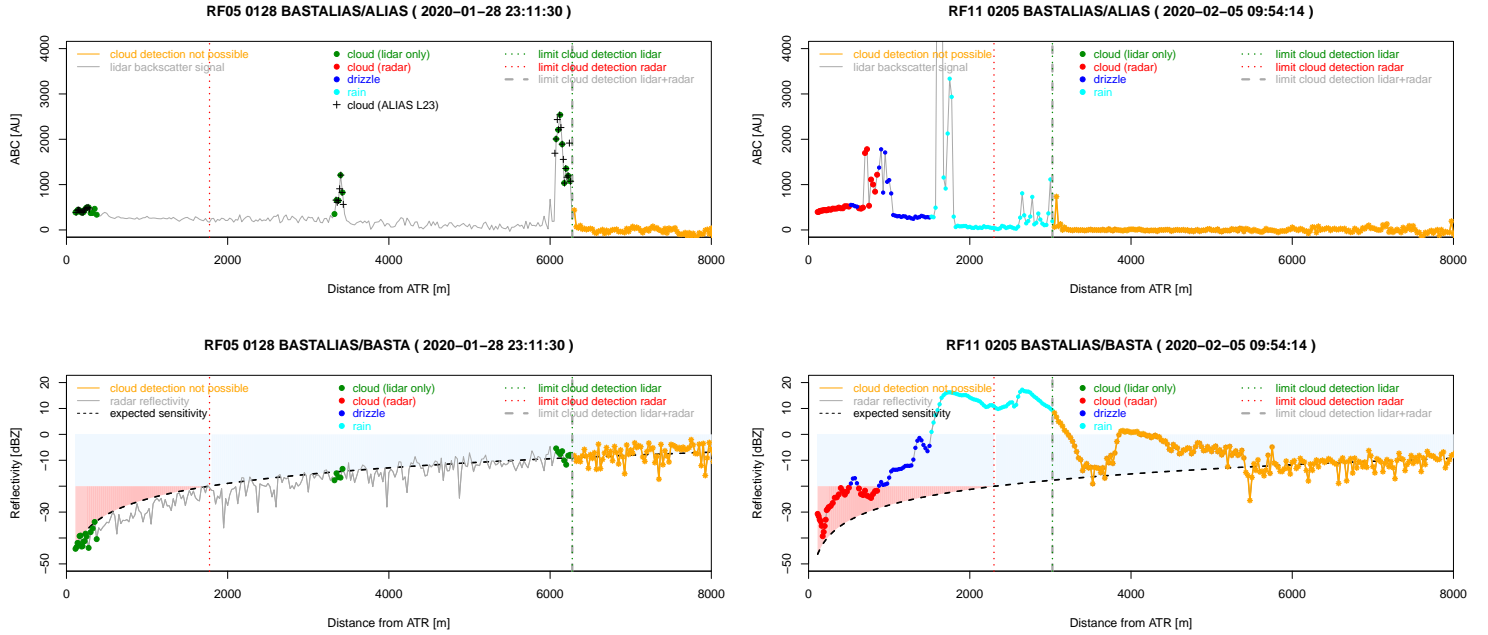 RF05 0128 BASTALIAS/ALIAS ( 2020−01−28 23:11:30 )
ABC [AU]
4000
3000
2000
1000
0
cloud detection not possible
lidar backscatter signal
cloud (lidar only)
cloud (radar)
drizzle
rain
cloud (ALIAS L23)
limit cloud detection lidar
limit cloud detection radar
limit cloud detection lidar+radar
0 2000 4000 6000 8000
Distance from ATR [m]
RF11 0205 BASTALIAS/ALIAS ( 2020−02−05 09:54:14 )
ABC [AU]
4000
3000
2000
1000
0
cloud detection not possible
lidar backscatter signal
cloud (lidar only)
cloud (radar)
drizzle
rain
limit cloud detection lidar
limit cloud detection radar
limit cloud detection lidar+radar
0 2000 4000 6000 8000
Distance from ATR [m]
RF05 0128 BASTALIAS/BASTA ( 2020−01−28 23:11:30 )
Reflectivity [dBZ]
20
10
0
−10
−30
−50
cloud detection not possible
radar reflectivity
expected sensitivity
cloud (lidar only)
cloud (radar)
drizzle
rain
limit cloud detection lidar
limit cloud detection radar
limit cloud detection lidar+radar
0 2000 4000 6000 8000
Distance from ATR [m]
RF11 0205 BASTALIAS/BASTA ( 2020−02−05 09:54:14 )
Reflectivity [dBZ]
20
10
0
−10
−30
−50
cloud detection not possible
radar reflectivity
expected sensitivity
cloud (lidar only)
cloud (radar)
drizzle
rain
limit cloud detection lidar
limit cloud detection radar
limit cloud detection lidar+radar
0 2000 4000 6000 8000
Distance from ATR [m]